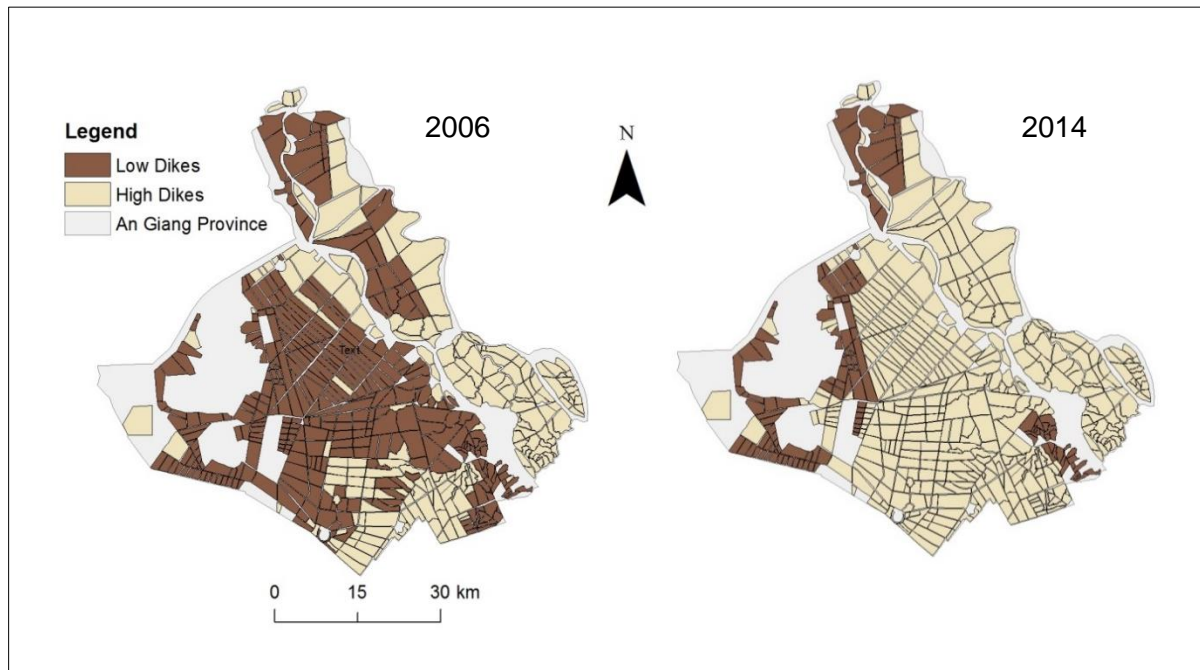 2006
2014
N
Legend
Low Dikes
High Dikes
An Giang Province
Text
0 15 30 km